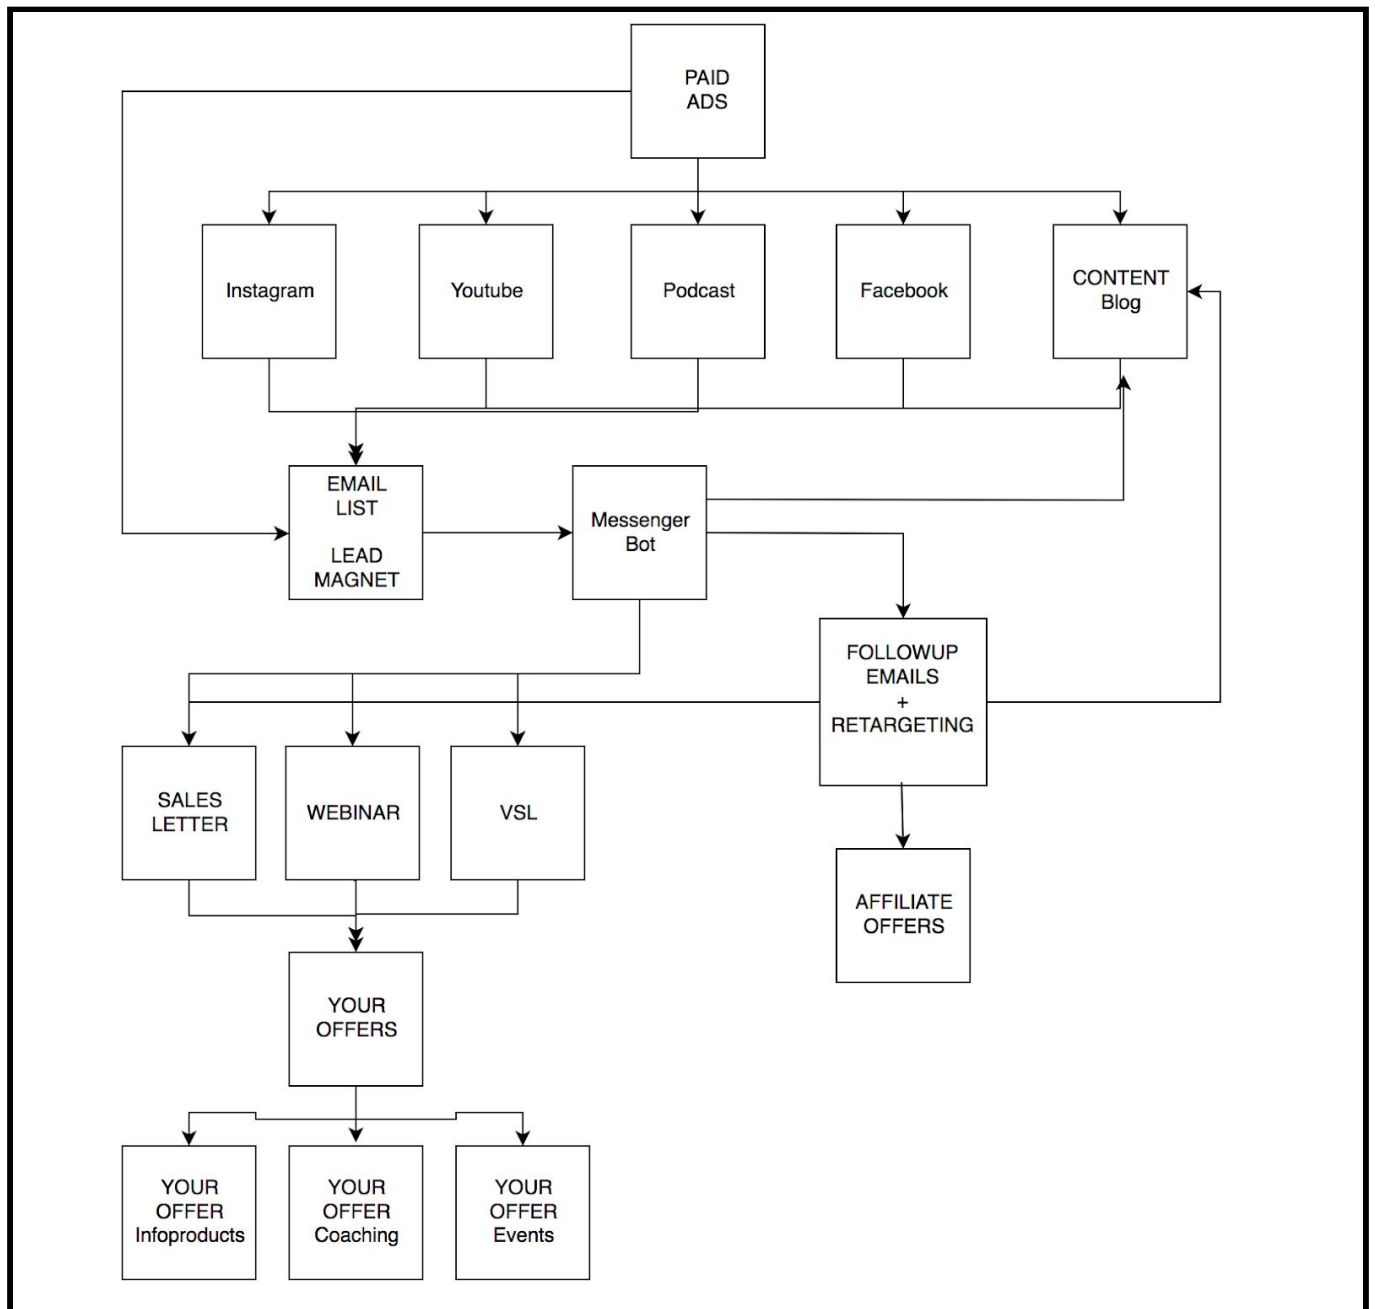 PAID
ADS
Instagram
Youtube
Podcast
Facebook
CONTENT
Blog
EMAIL
LIST
LEAD
MAGNET
Messenger
Bot
FOLLOWUP
EMAILS
+
RETARGETING
SALES
LETTER
WEBINAR
VSL
AFFILIATE
OFFERS
YOUR
OFFERS
YOUR
OFFER
Infoproducts
YOUR
OFFER
Coaching
YOUR
OFFER
Events